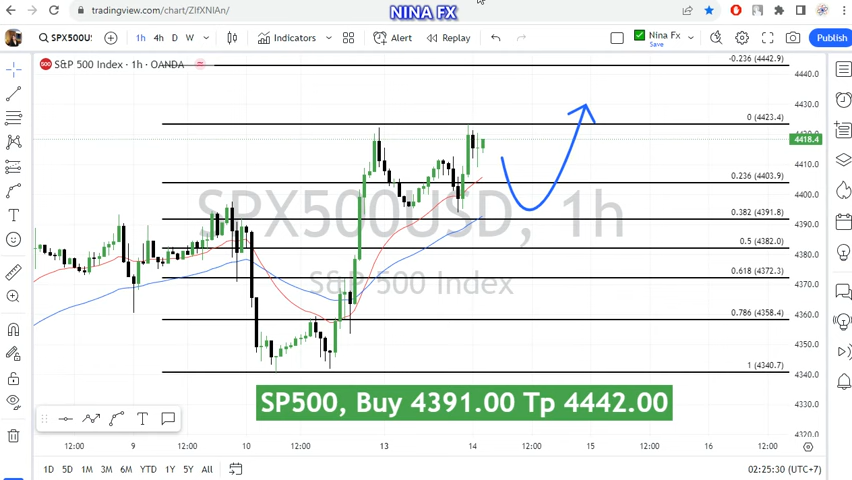 tradingview.com/chart/ZIfXNIAn/
NINA FX
SPX500U
1h 4h D W
Indicators
Alert
Replay
Nina Fx
Save
Publish
500 S&P 500 Index · 1h · OANDA
-0.236 (4442.9)
4440.0
4430.0
0 (4423.4)
4418.4
4410.0
0.236 (4403.9)
4400.0
SPX500USD, 1h
0.382 (4391.8)
4390.0
0.5 (4382.0)
4380.0
0.618 (4372.3)
4370.0
S&P 500 Index
4360.0
0.786 (4358.4)
4350.0
1 (4340.7)
4340.0
SP500, Buy 4391.00 Tp 4442.00
4330.0
4320.0
12:00 9 12:00 10 12:00 13 14 12:00 15 12:00 16 12:00
1D 5D 1M 3M 6M YTD 1Y 5Y All
02:25:30 (UTC+7)